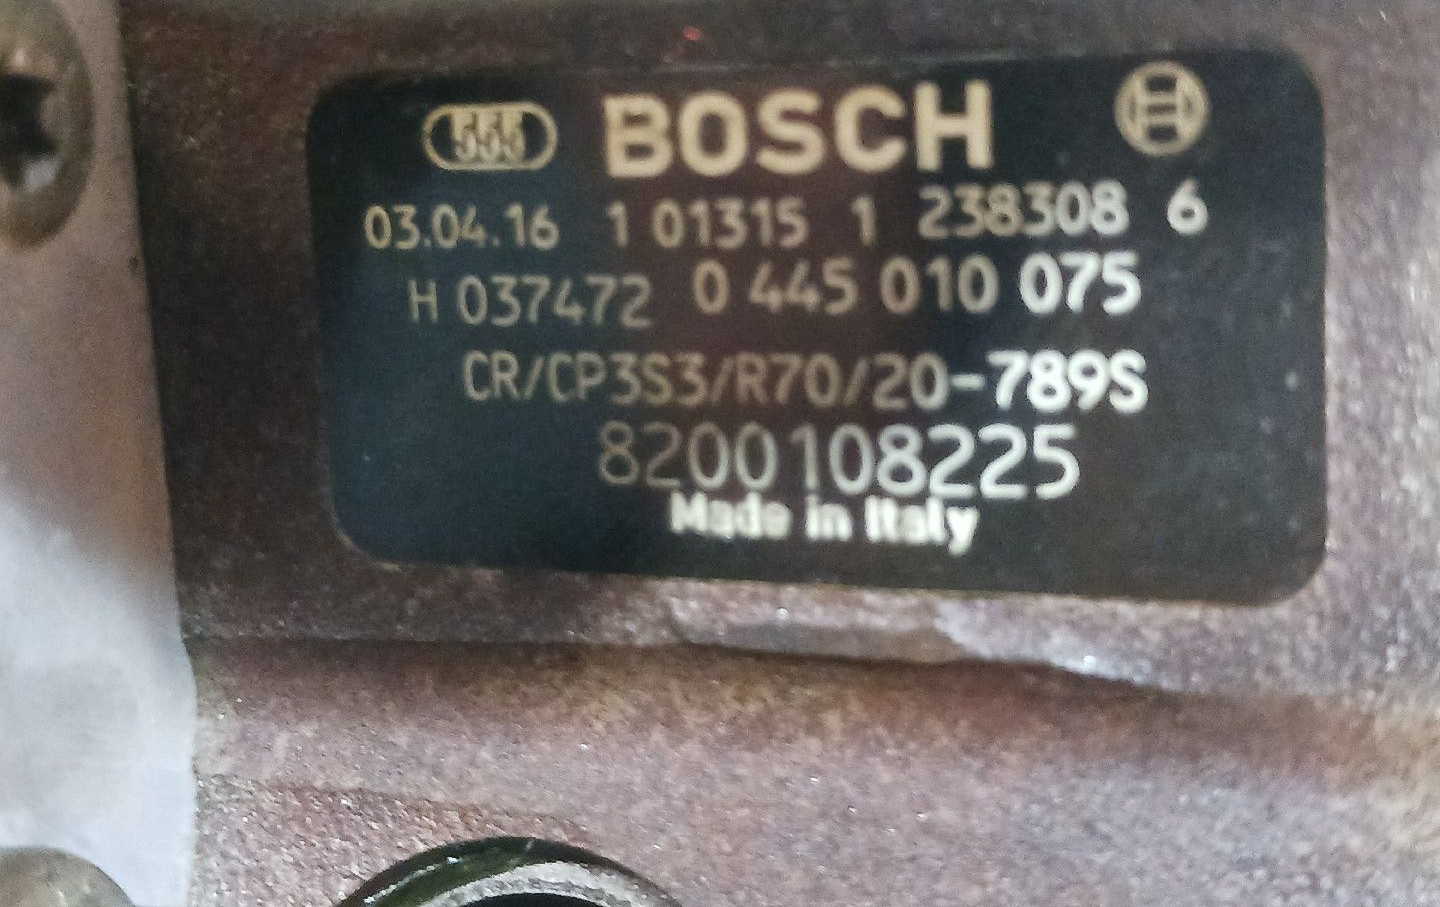 555 BOSCH
03.04.16 1 01315 1 238308 6
H 037472 0 445 010 075
CR/CP3S3/R70/20-789S
8200108225
Made in Italy